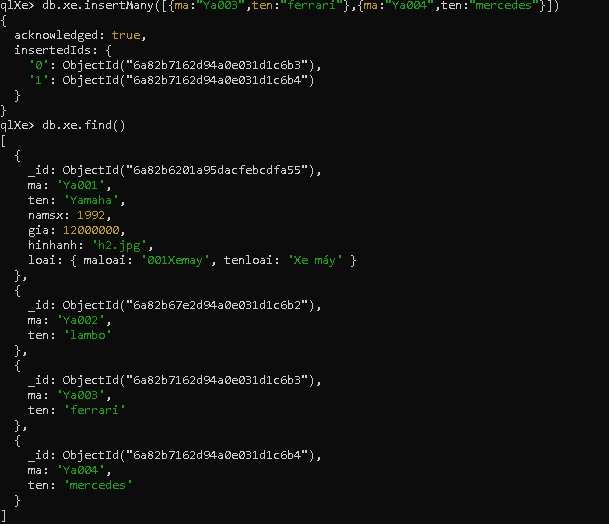 qlXe> db.xe.insertMany([{ma:"Ya003",ten:"ferrari"},{ma:"Ya004",ten:"mercedes"}])
{
  acknowledged: true,
  insertedIds: {
    '0': ObjectId("6a82b7162d94a0e031d1c6b3"),
    '1': ObjectId("6a82b7162d94a0e031d1c6b4")
  }
}
qlXe> db.xe.find()
[
  {
    _id: ObjectId("6a82b6201a95dacfebcdfa55"),
    ma: 'Ya001',
    ten: 'Yamaha',
    namsx: 1992,
    gia: 12000000,
    hinhanh: 'h2.jpg',
    loai: { maloai: '001Xemay', tenloai: 'Xe máy' }
  },
  {
    _id: ObjectId("6a82b67e2d94a0e031d1c6b2"),
    ma: 'Ya002',
    ten: 'lambo'
  },
  {
    _id: ObjectId("6a82b7162d94a0e031d1c6b3"),
    ma: 'Ya003',
    ten: 'ferrari'
  },
  {
    _id: ObjectId("6a82b7162d94a0e031d1c6b4"),
    ma: 'Ya004',
    ten: 'mercedes'
  }
]